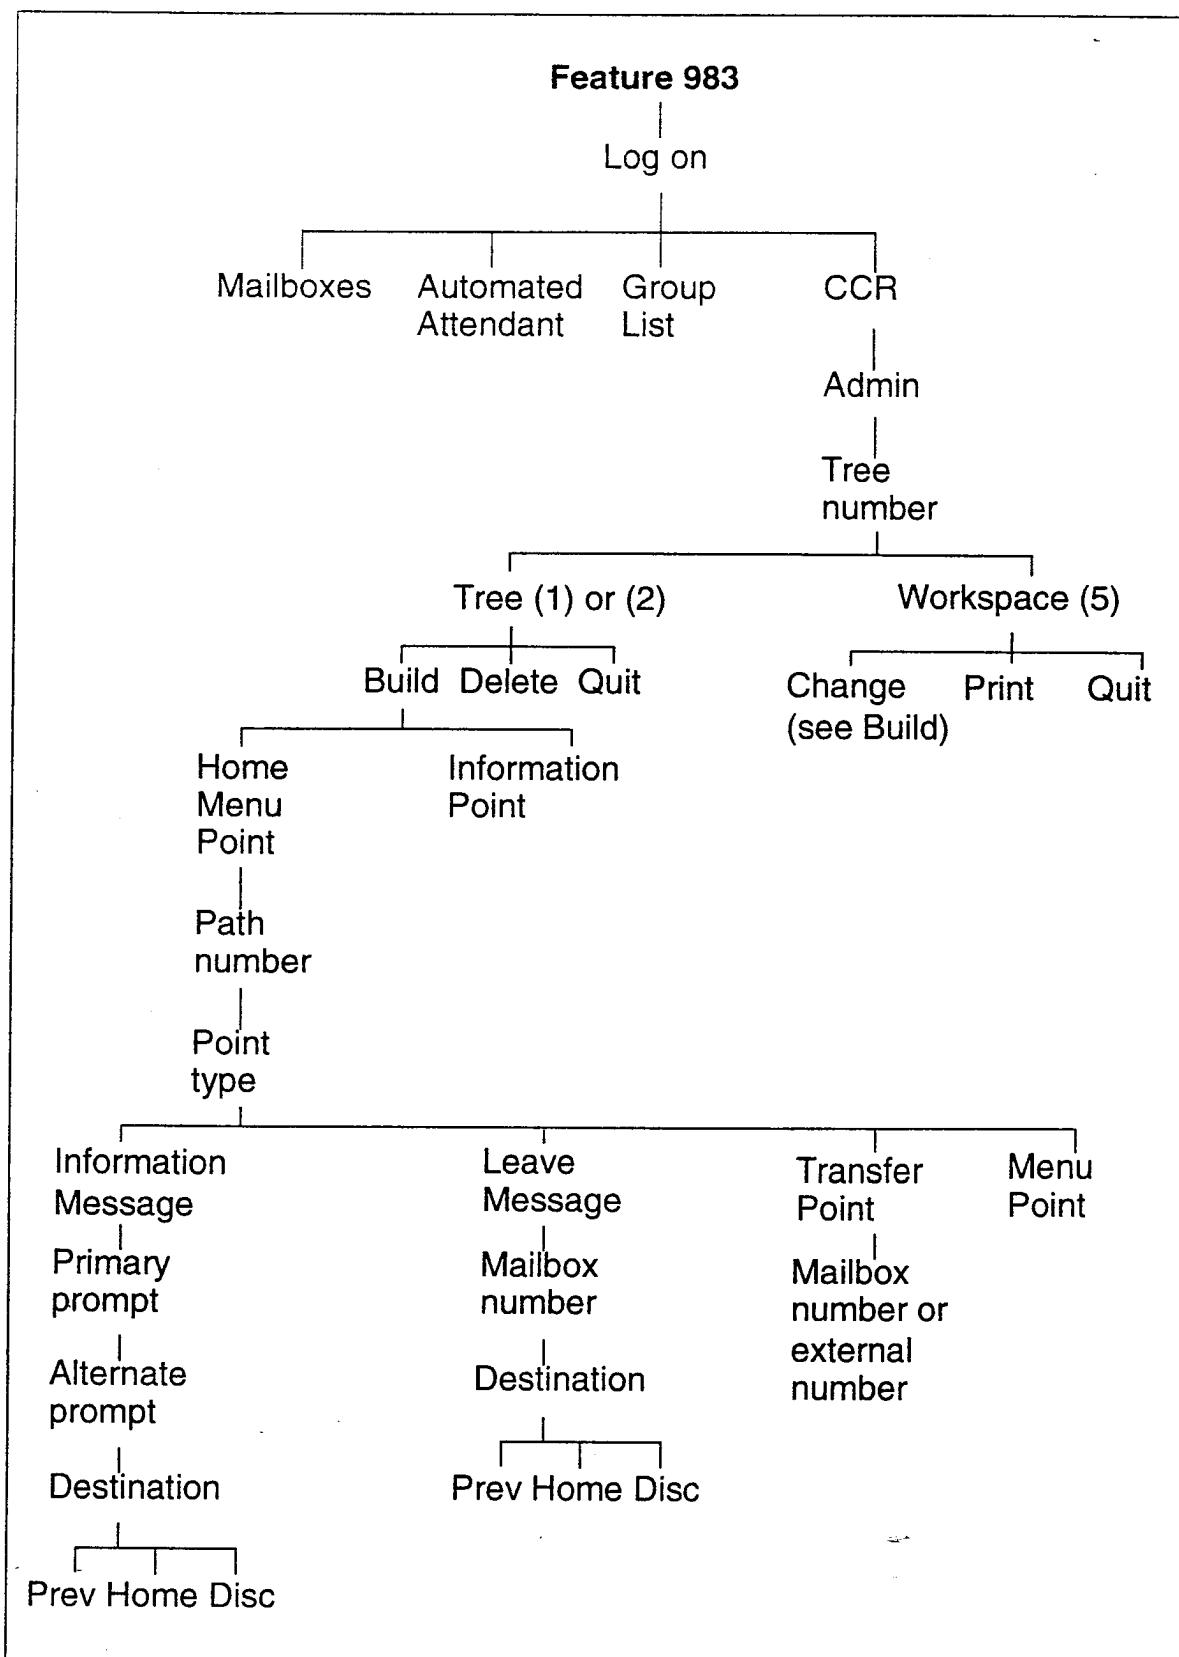 Feature 983
Log on
Mailboxes
Automated
Attendant
Group
List
CCR
Admin
Tree
number
Tree (1) or (2)
Workspace (5)
Build Delete Quit
Change
(see Build)
Print
Quit
Home
Menu
Point
Information
Point
Path
number
Point
type
Information
Message
Leave
Message
Transfer
Point
Menu
Point
Primary
prompt
Mailbox
number
Mailbox
number or
external
number
Alternate
prompt
Destination
Destination
Prev Home Disc
Prev Home Disc